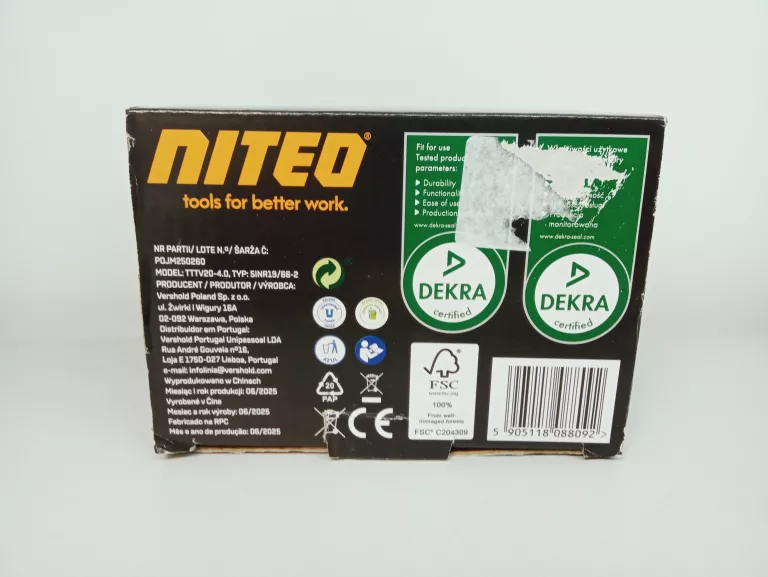 NITEO®
tools for better work.
NR PARTII/ LOTE N.º/ ŠARŽA Č:
POJM250260
MODEL: TTTV20-4.0, TYP: 5INR19/66-2
PRODUCENT / PRODUTOR / VÝROBCA:
Vershold Poland Sp. z o.o.
ul. Żwirki i Wigury 16A
02-092 Warszawa, Polska
Distribuidor em Portugal:
Vershold Portugal Unipessoal LDA
Rua André Gouveia nº16,
Loja E 1750-027 Lisboa, Portugal
e-mail: infolinia@vershold.com
Wyprodukowano w Chinach
Miesiąc i rok produkcji: 06/2025
Vyrobené v Číne
Mesiac a rok výroby: 06/2025
Fabricado na RPC
Mês e ano de produção: 06/2025
AZUL
20
PAP
CE
Fit for use
Tested
parameters:
Durability
Ease of use
Production
www.dekra-seal.com
DEKRA
certified
Właściwości użytkowe
monitorowana
DEKRA
certified
FSC
www.fsc.org
100%
From well-
managed forests
FSC® C204309
5 905118 088092 >